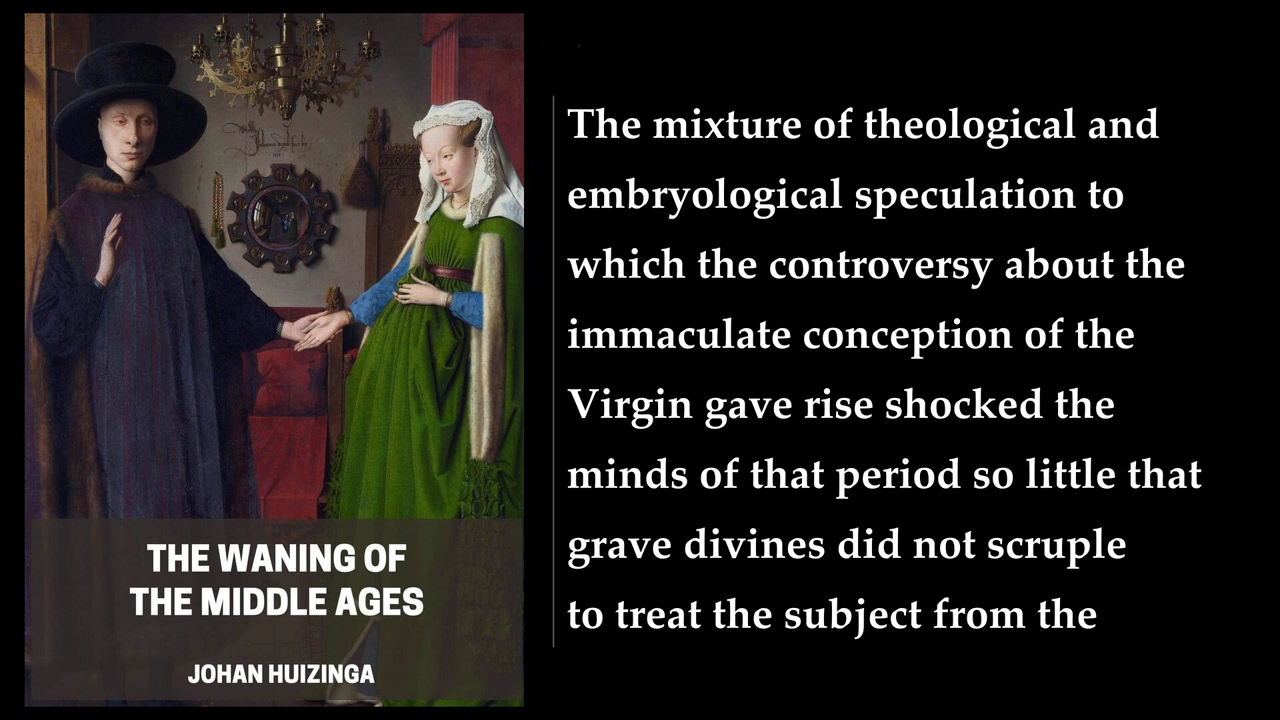 THE WANING OF
THE MIDDLE AGES
JOHAN HUIZINGA
The mixture of theological and
embryological speculation to
which the controversy about the
immaculate conception of the
Virgin gave rise shocked the
minds of that period so little that
grave divines did not scruple
to treat the subject from the